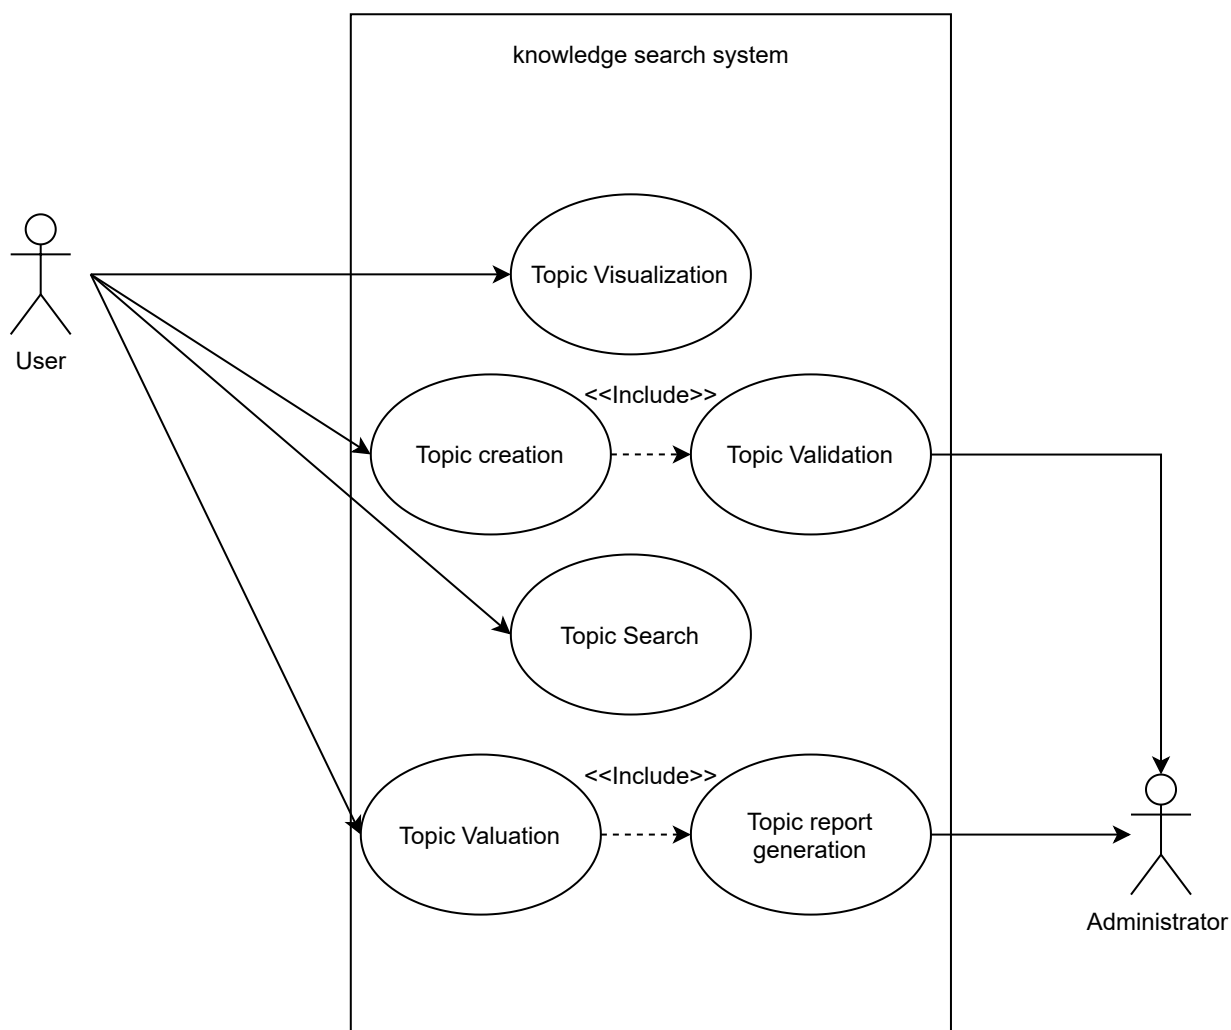 knowledge search system
Topic Visualization
User
<<Include>>
Topic creation
Topic Validation
Topic Search
<<Include>>
Topic Valuation
Topic report
generation
Administrator